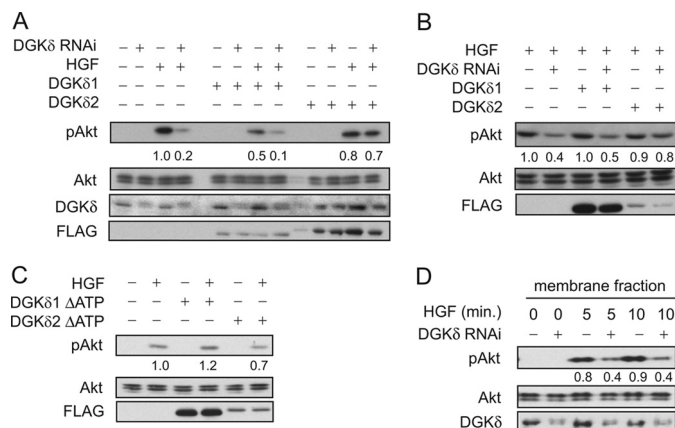 A
DGKδ RNAi − + − + − + − + − + − +
HGF − − + + − − + + − − + +
DGKδ1 + + + +
DGKδ2 + + + +
pAkt
1.0 0.2 0.5 0.1 0.8 0.7
Akt
DGKδ
FLAG
B
HGF + + + + + +
DGKδ RNAi − + − + − +
DGKδ1 + +
DGKδ2 + +
pAkt
1.0 0.4 1.0 0.5 0.9 0.8
Akt
FLAG
C
HGF − + − + − +
DGKδ1 ΔATP + +
DGKδ2 ΔATP + +
pAkt
1.0 1.2 0.7
Akt
FLAG
D
membrane fraction
HGF (min.) 0 0 5 5 10 10
DGKδ RNAi − + − + − +
pAkt
0.8 0.4 0.9 0.4
Akt
DGKδ